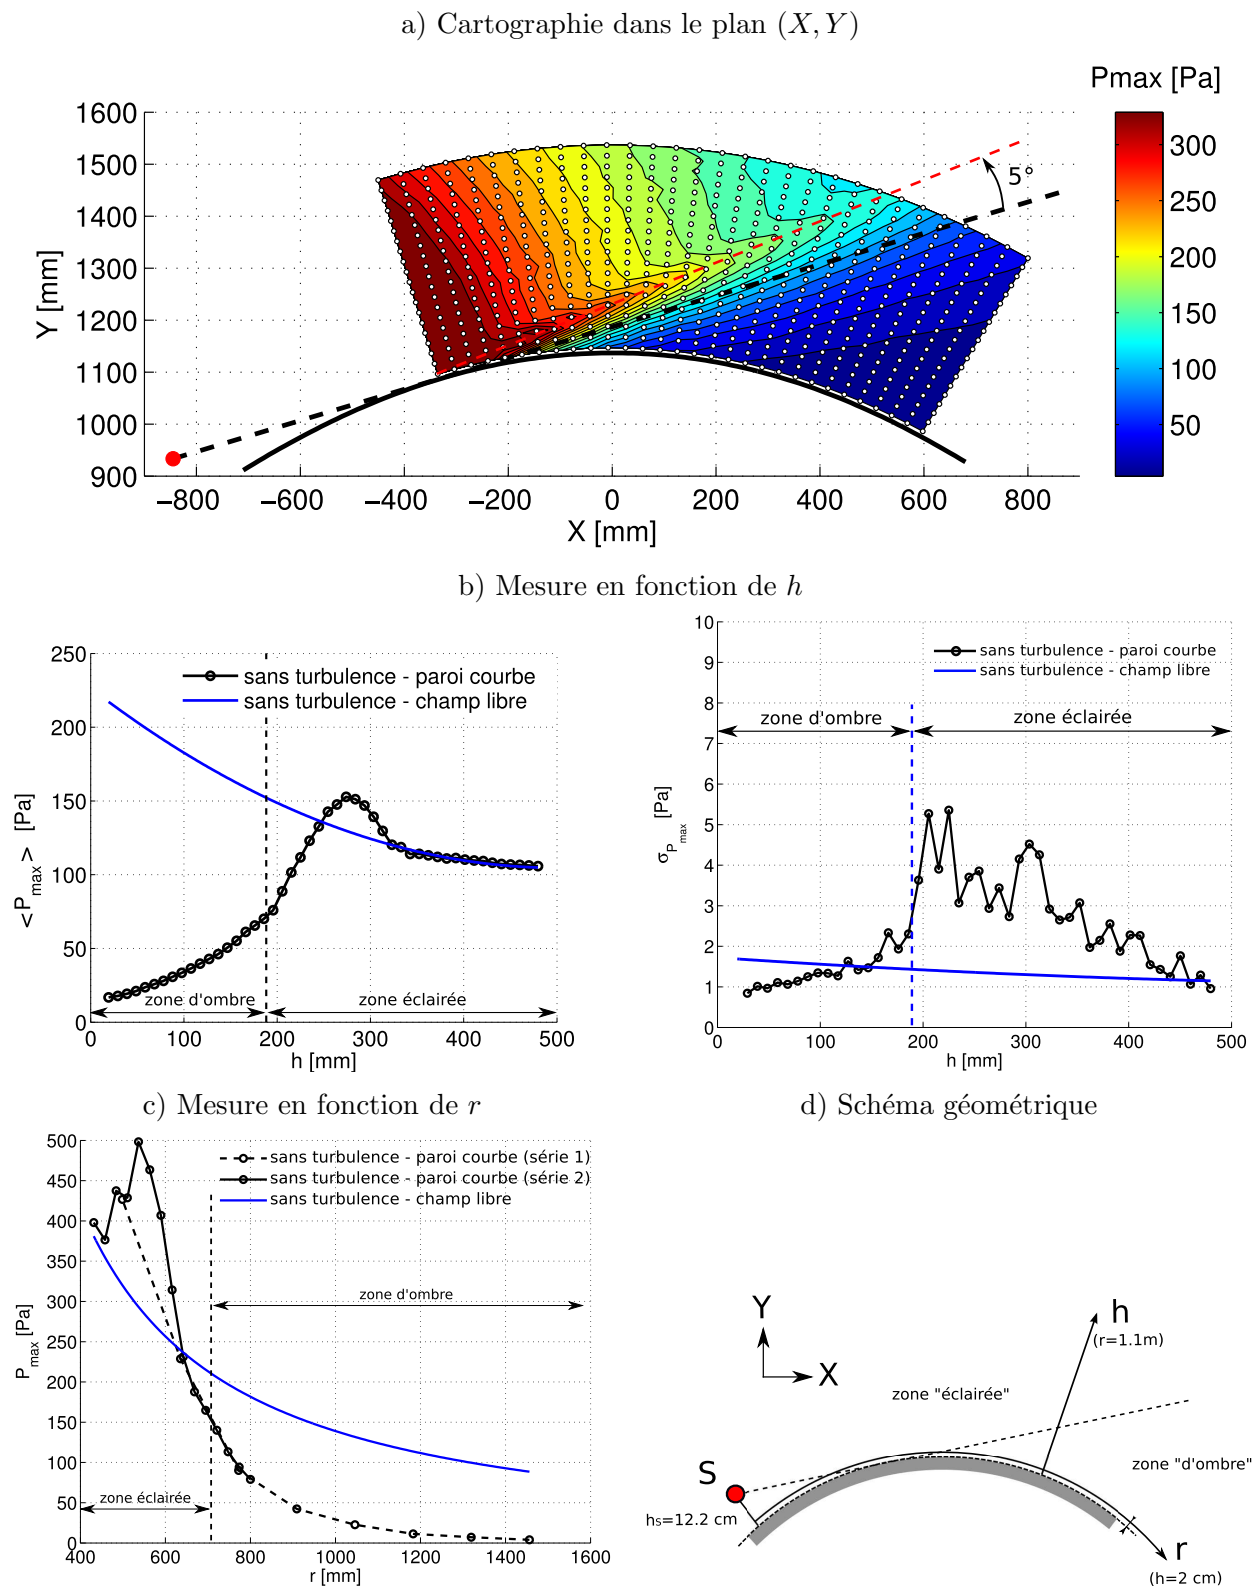 a) Cartographie dans le plan (X, Y)
Pmax [Pa]
1600
1500
1400
1300
1200
1100
1000
900
Y [mm]
5°
300
250
200
150
100
50
−800 −600 −400 −200 0 200 400 600 800
X [mm]
b) Mesure en fonction de h
250
200
150
100
50
0
<P max > [Pa]
sans turbulence - paroi courbe
sans turbulence - champ libre
zone d'ombre
zone éclairée
0 100 200 300 400 500
h [mm]
10
9
8
7
6
5
4
3
2
1
0
σ P max [Pa]
sans turbulence - paroi courbe
sans turbulence - champ libre
zone d'ombre
zone éclairée
0 100 200 300 400 500
h [mm]
c) Mesure en fonction de r
500
450
400
350
300
250
200
150
100
50
0
P max [Pa]
sans turbulence - paroi courbe (série 1)
sans turbulence - paroi courbe (série 2)
sans turbulence - champ libre
zone d'ombre
zone éclairée
400 600 800 1000 1200 1400 1600
r [mm]
d) Schéma géométrique
Y
X
h
(r=1.1m)
zone "éclairée"
zone "d'ombre"
S
hs=12.2 cm
r
(h=2 cm)